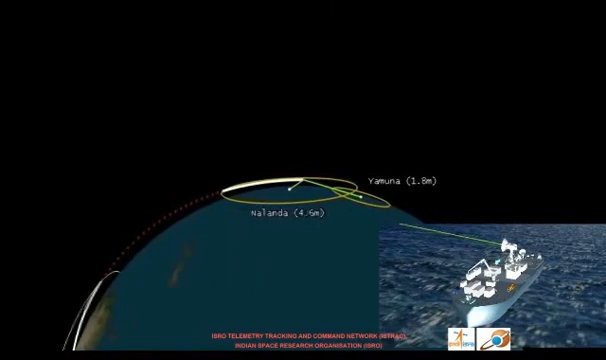 Yamuna (1.8m)
Nalanda (4.6m)
ISRO TELEMETRY TRACKING AND COMMAND NETWORK (ISTRAC)
INDIAN SPACE RESEARCH ORGANISATION (ISRO)